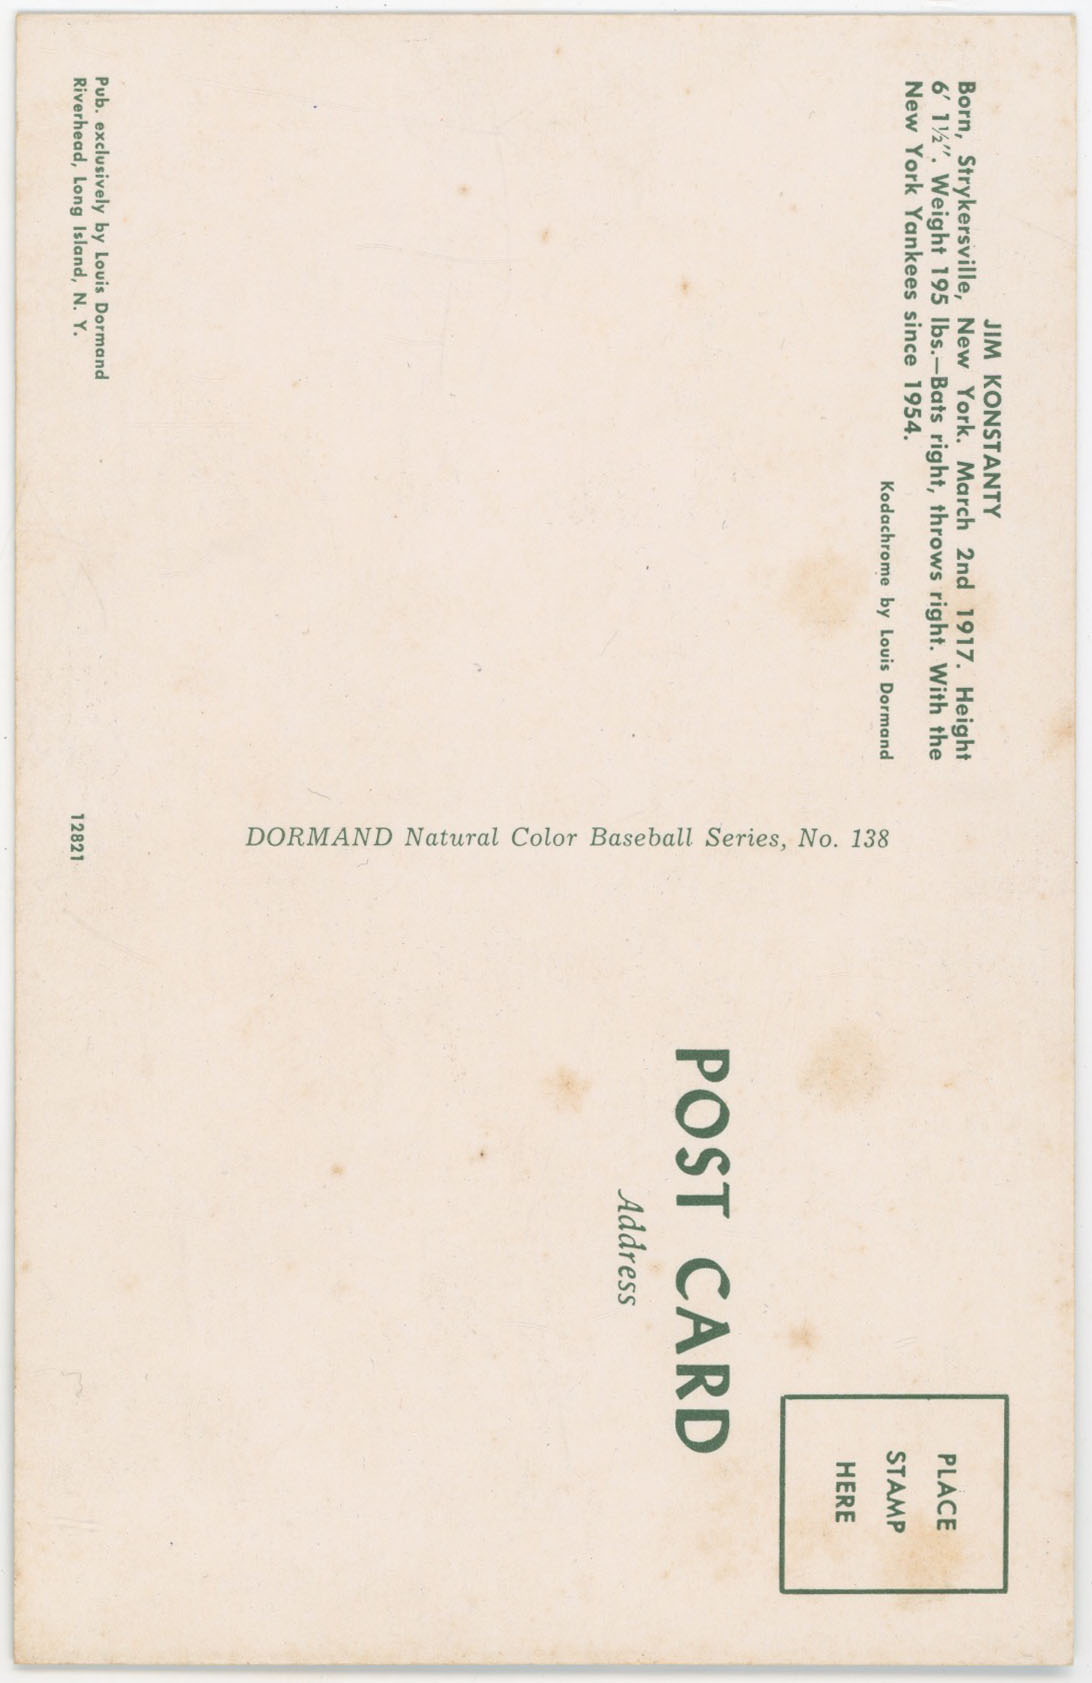 JIM KONSTANTY
Born, Strykersville, New York. March 2nd 1917. Height
6′ 1½″. Weight 195 lbs.—Bats right, throws right. With the
New York Yankees since 1954.
Kodachrome by Louis Dormand
Pub. exclusively by Louis Dormand
Riverhead, Long Island, N. Y.
12821
DORMAND Natural Color Baseball Series, No. 138
POST CARD
Address
PLACE
STAMP
HERE